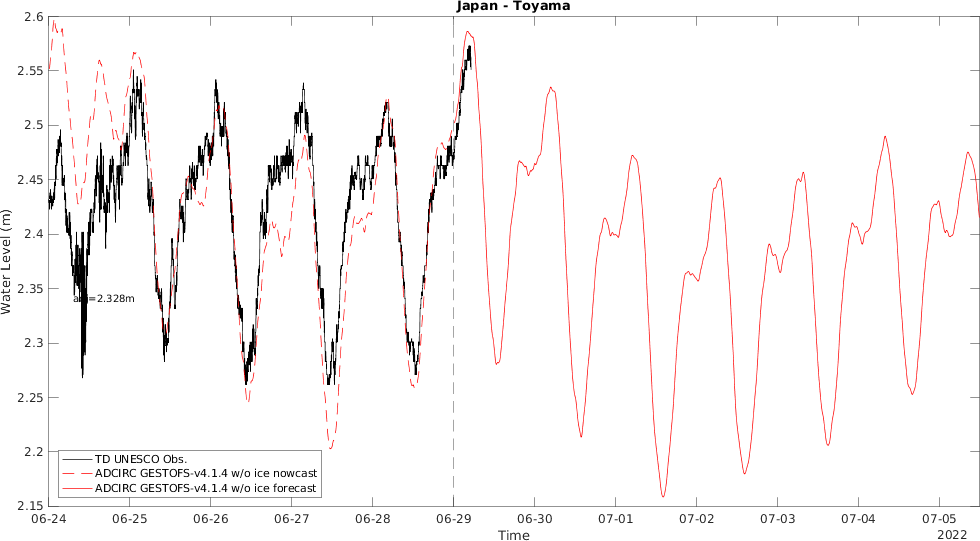 Japan - Toyama
2.6
2.55
2.5
2.45
2.4
2.35
2.3
2.25
2.2
2.15
Water Level (m)
=2.328m
TD UNESCO Obs.
ADCIRC GESTOFS-v4.1.4 w/o ice nowcast
ADCIRC GESTOFS-v4.1.4 w/o ice forecast
06-24 06-25 06-26 06-27 06-28 06-29 06-30 07-01 07-02 07-03 07-04 07-05
Time
2022